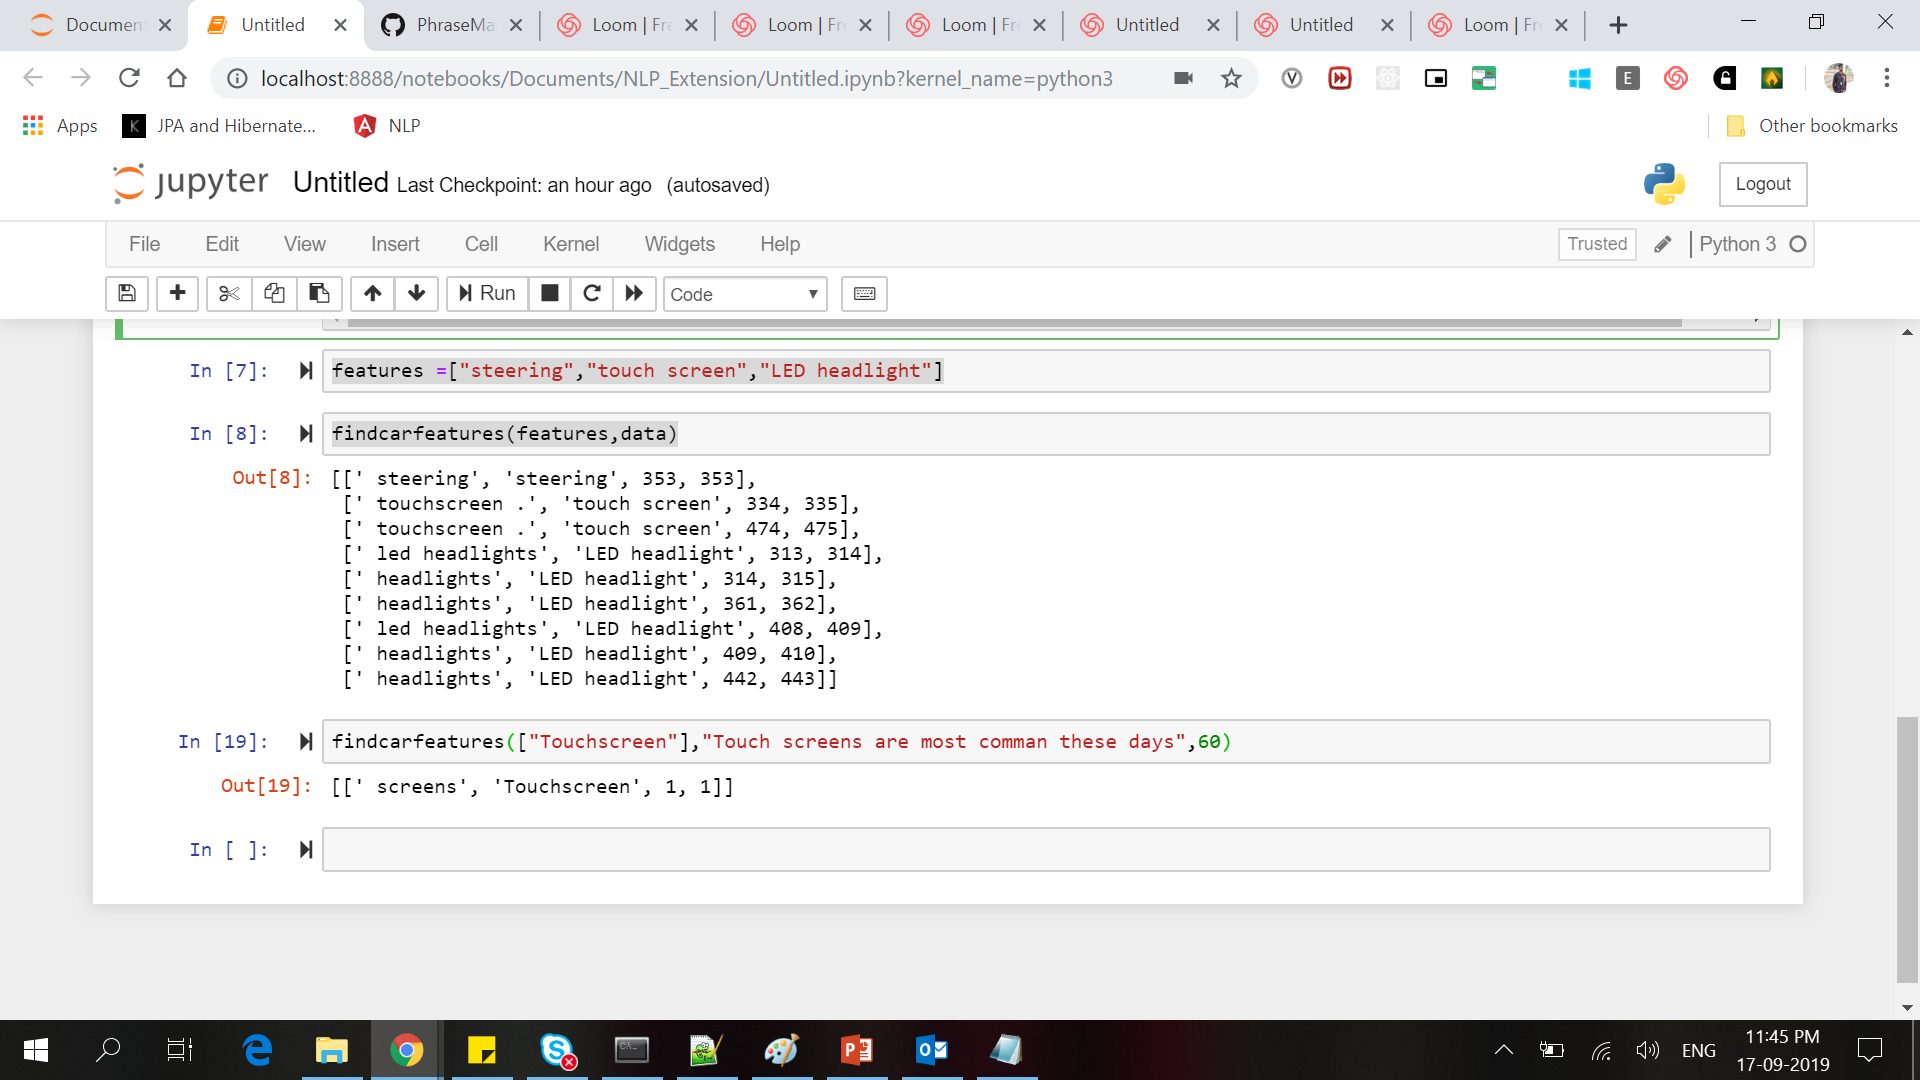 Document
Untitled
PhraseMa
Loom | Fre
Loom | Fr
Loom | Fr
Untitled
Untitled
Loom | Fr
localhost:8888/notebooks/Documents/NLP_Extension/Untitled.ipynb?kernel_name=python3
Apps
K JPA and Hibernate...
NLP
Other bookmarks
jupyter Untitled Last Checkpoint: an hour ago (autosaved)
Logout
File Edit View Insert Cell Kernel Widgets Help
Trusted
Python 3
Run
Code
In [7]: features =["steering","touch screen","LED headlight"]
In [8]: findcarfeatures(features,data)
Out[8]: [[' steering', 'steering', 353, 353],
[' touchscreen .', 'touch screen', 334, 335],
[' touchscreen .', 'touch screen', 474, 475],
[' led headlights', 'LED headlight', 313, 314],
[' headlights', 'LED headlight', 314, 315],
[' headlights', 'LED headlight', 361, 362],
[' led headlights', 'LED headlight', 408, 409],
[' headlights', 'LED headlight', 409, 410],
[' headlights', 'LED headlight', 442, 443]]
In [19]: findcarfeatures(["Touchscreen"],"Touch screens are most comman these days",60)
Out[19]: [[' screens', 'Touchscreen', 1, 1]]
In [ ]:
ENG
11:45 PM
17-09-2019